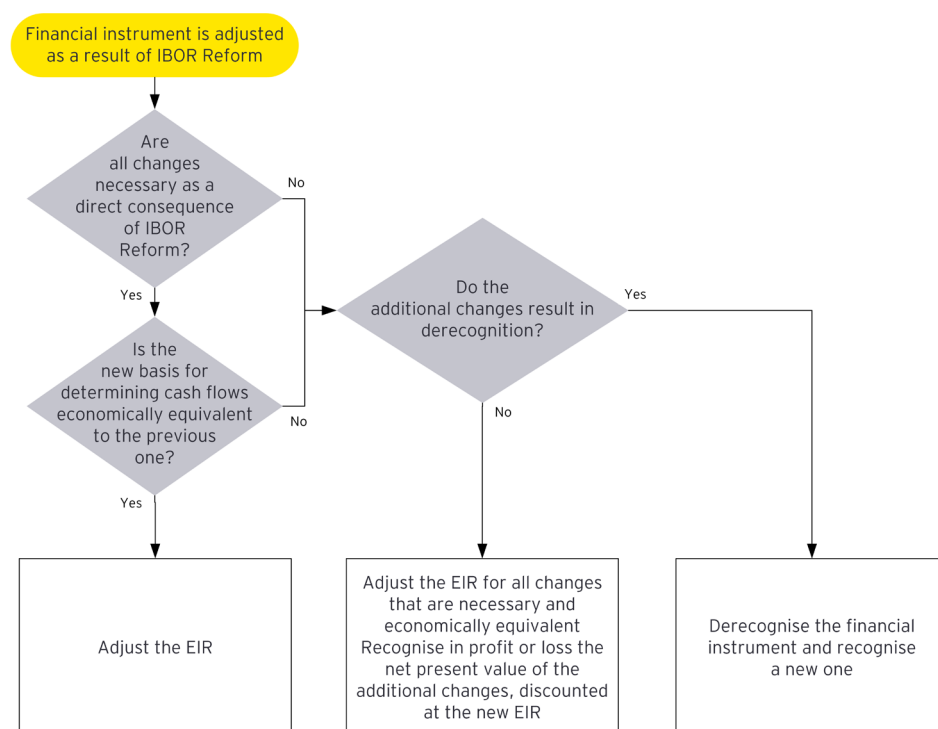 Financial instrument is adjusted
as a result of IBOR Reform
Are
all changes
necessary as a
direct consequence
of IBOR
Reform?
No
Yes
Do the
additional changes result in
derecognition?
Yes
No
Is the
new basis for
determining cash flows
economically equivalent
to the previous
one?
No
Yes
Adjust the EIR
Adjust the EIR for all changes
that are necessary and
economically equivalent
Recognise in profit or loss the
net present value of the
additional changes, discounted
at the new EIR
Derecognise the financial
instrument and recognise
a new one